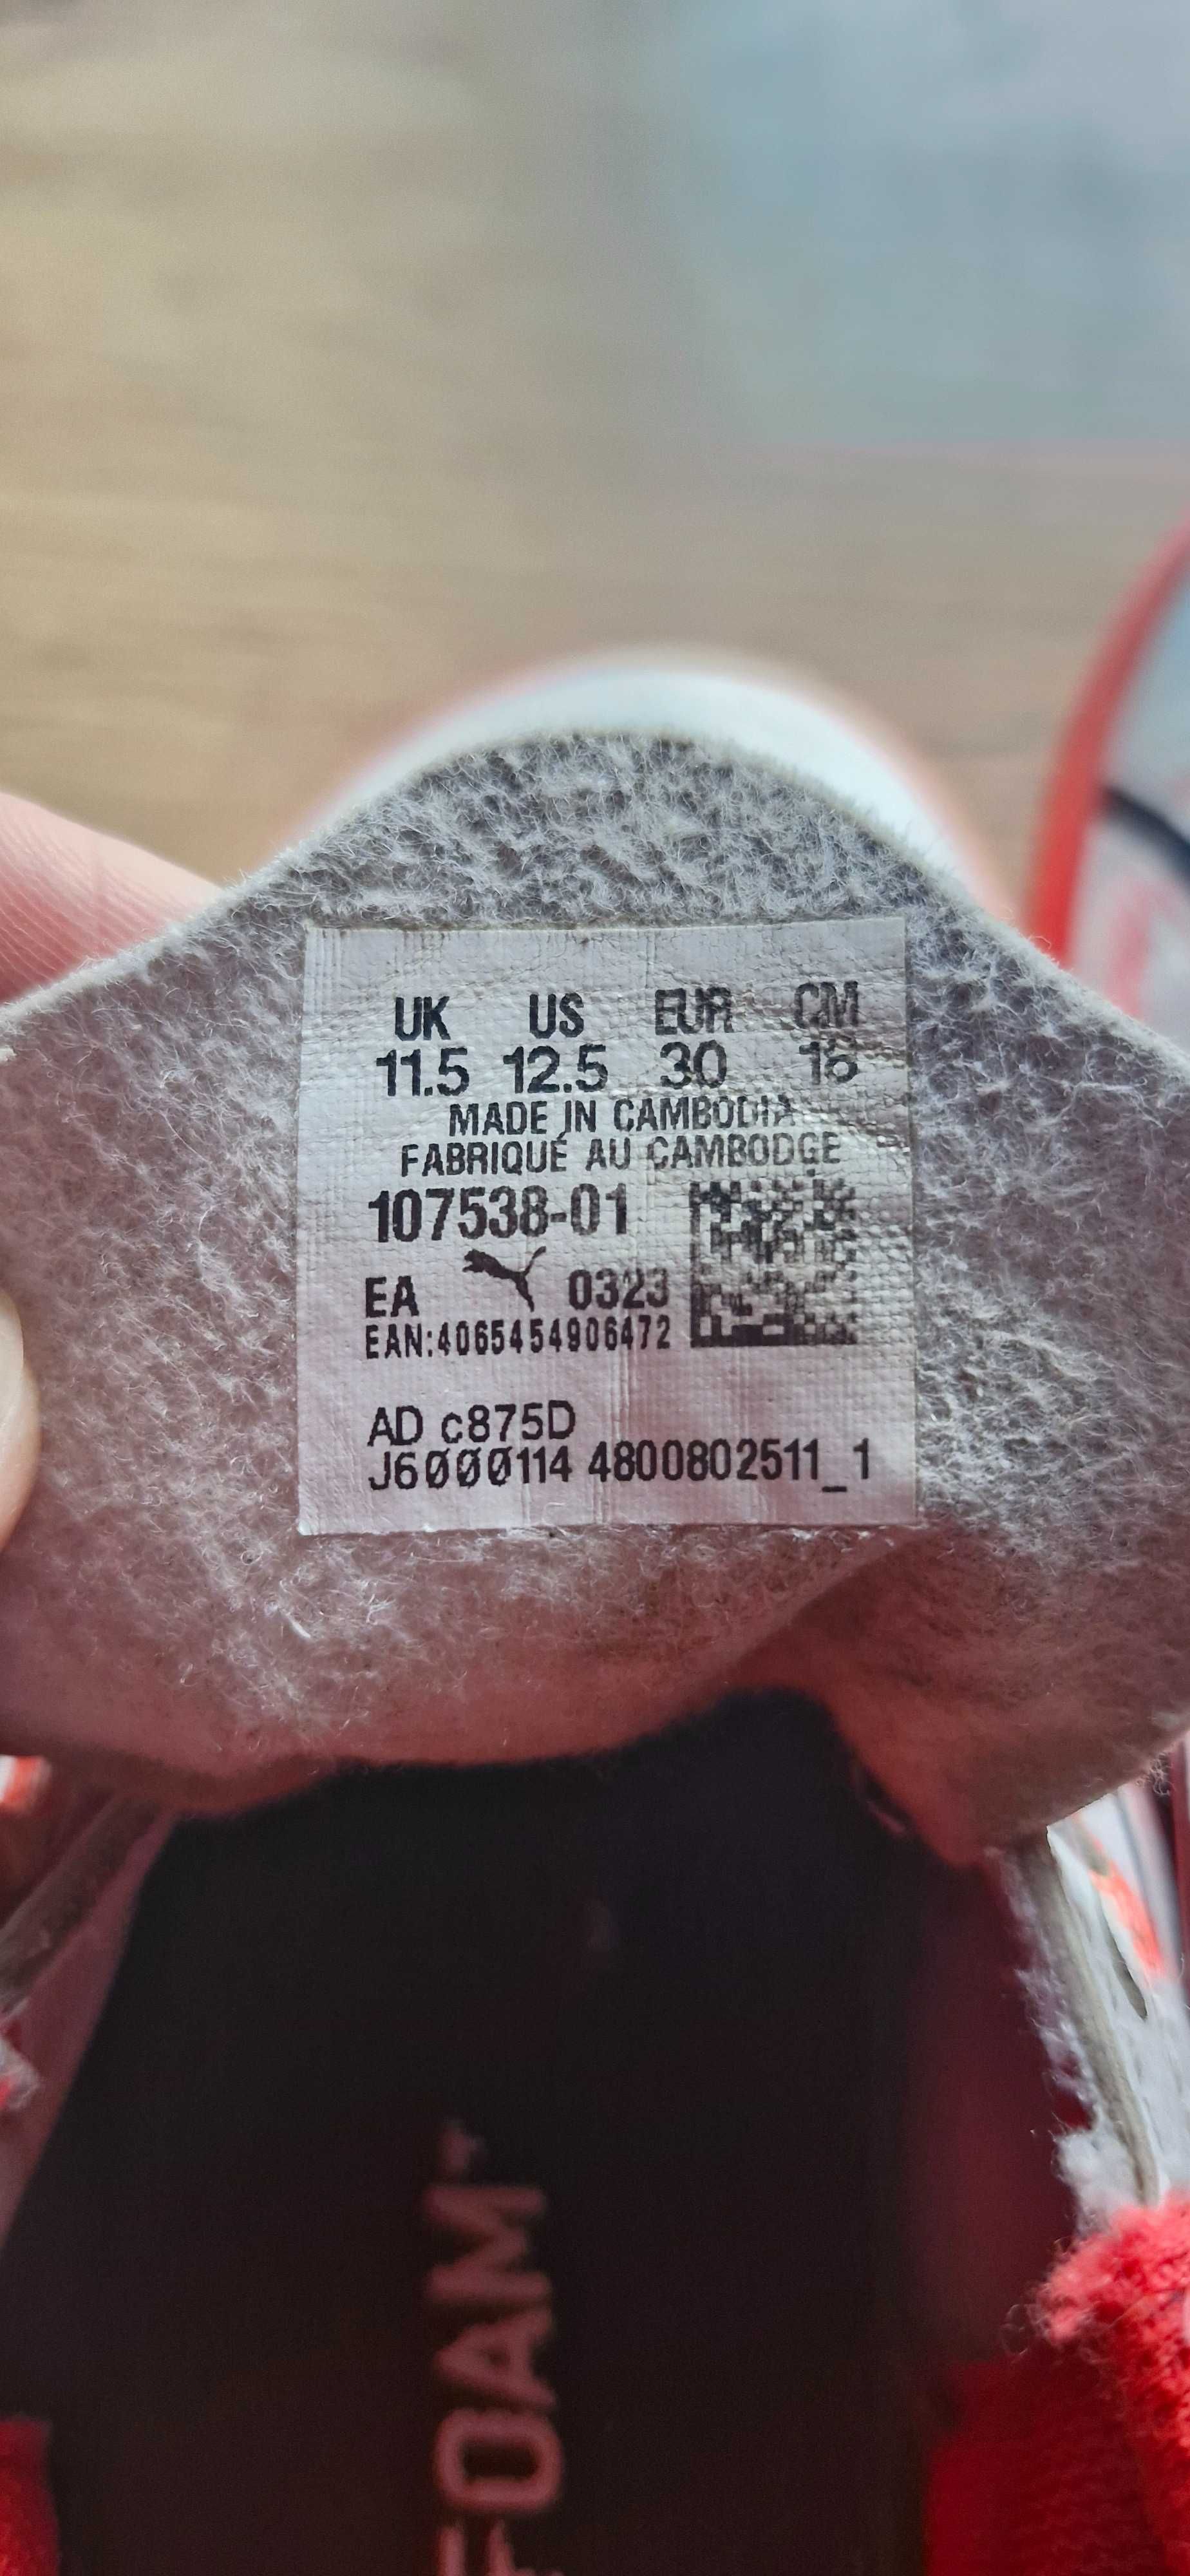 UK US EUR CM
11.5 12.5 30 18
MADE IN CAMBODIA
FABRIQUÉ AU CAMBODGE
107538-01
EA 0323
EAN:4065454906472
AD c875D
J6000114 4800802511_1
FOAM